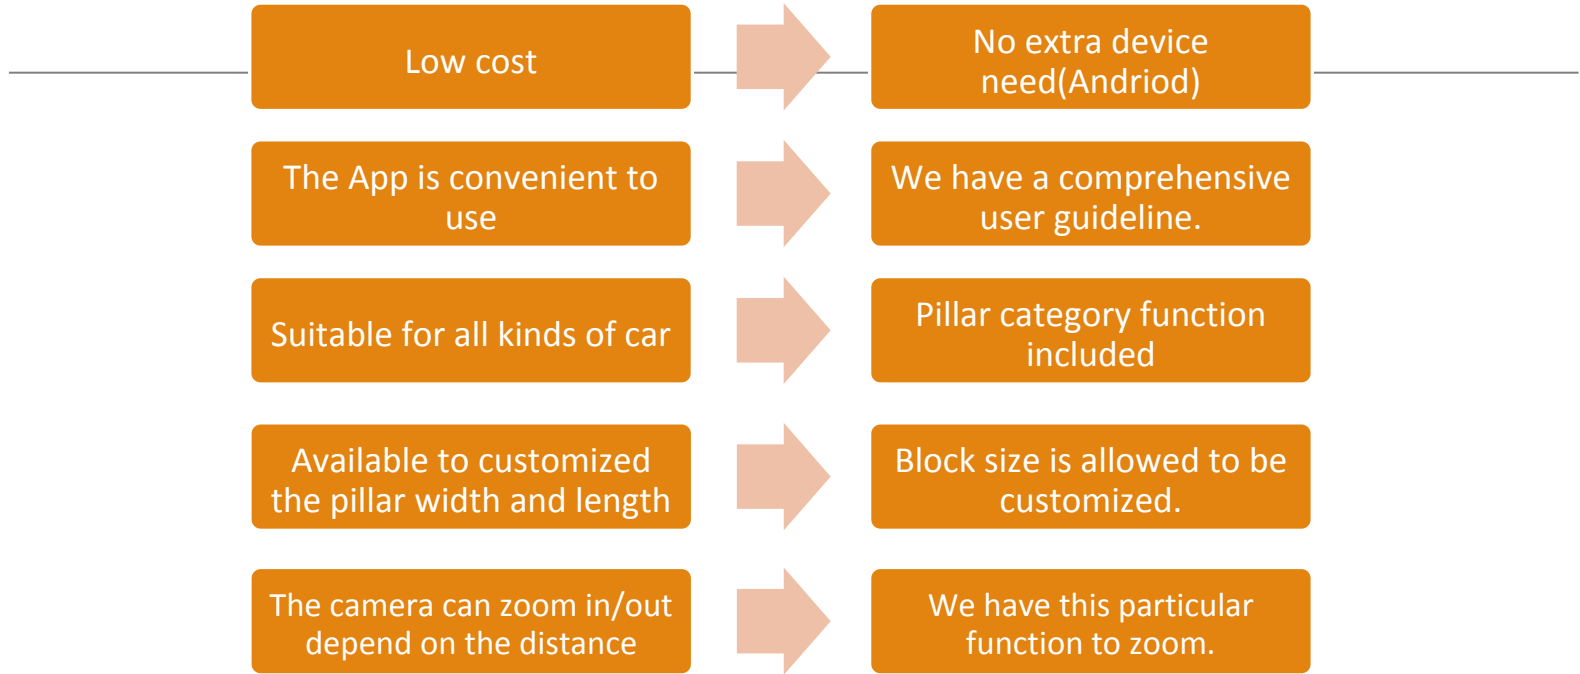 Low cost
No extra device
need(Andriod)
The App is convenient to
use
We have a comprehensive
user guideline.
Suitable for all kinds of car
Pillar category function
included
Available to customized
the pillar width and length
Block size is allowed to be
customized.
The camera can zoom in/out
depend on the distance
We have this particular
function to zoom.